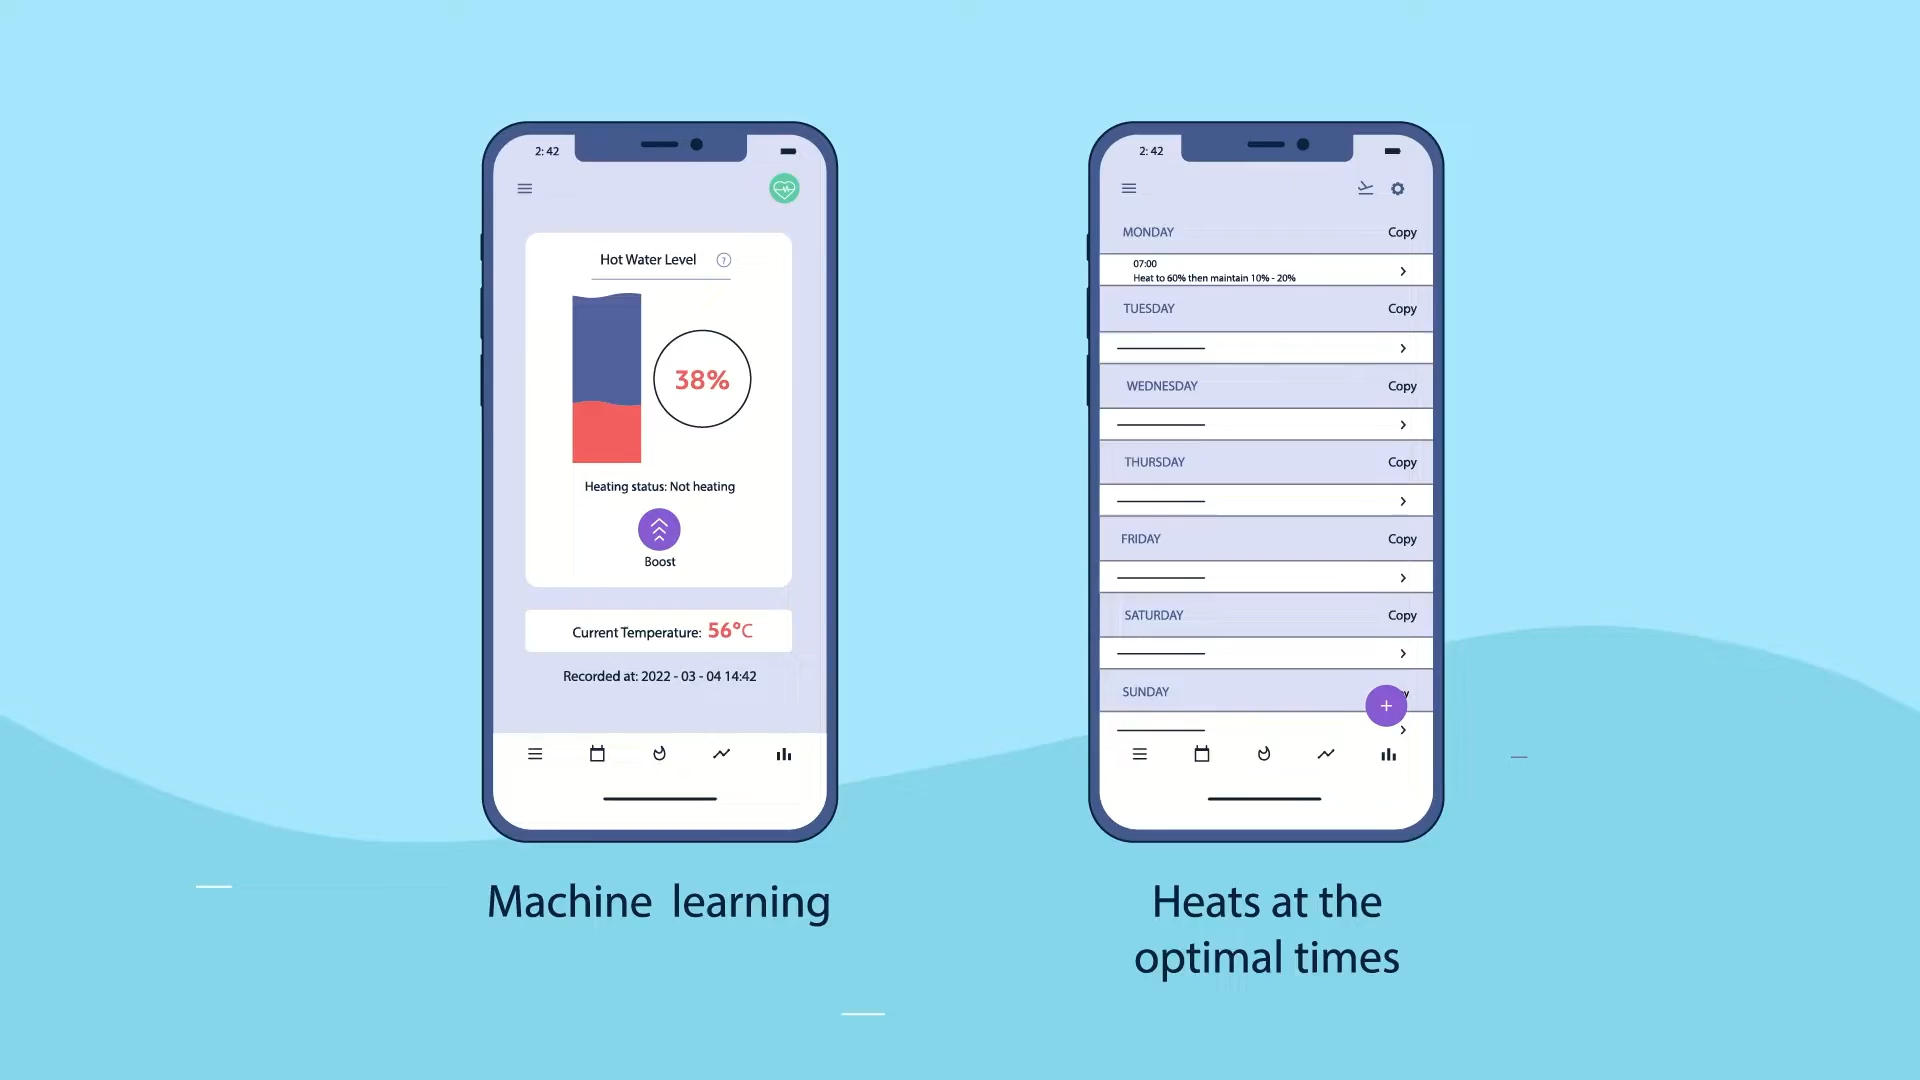 2: 42
Hot Water Level ?
38%
Heating status: Not heating
Boost
Current Temperature: 56°C
Recorded at: 2022 - 03 - 04 14:42
Machine learning
2: 42
MONDAY Copy
07:00
Heat to 60% then maintain 10% - 20%
TUESDAY Copy
WEDNESDAY Copy
THURSDAY Copy
FRIDAY Copy
SATURDAY Copy
SUNDAY
Heats at the
optimal times